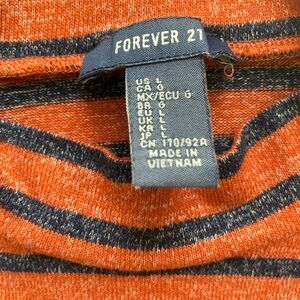 FOREVER 21
US L
CA G
MX/ECU G
BR G
EU L
UK L
KR L
JP L
CN 170/92A
MADE IN
VIETNAM